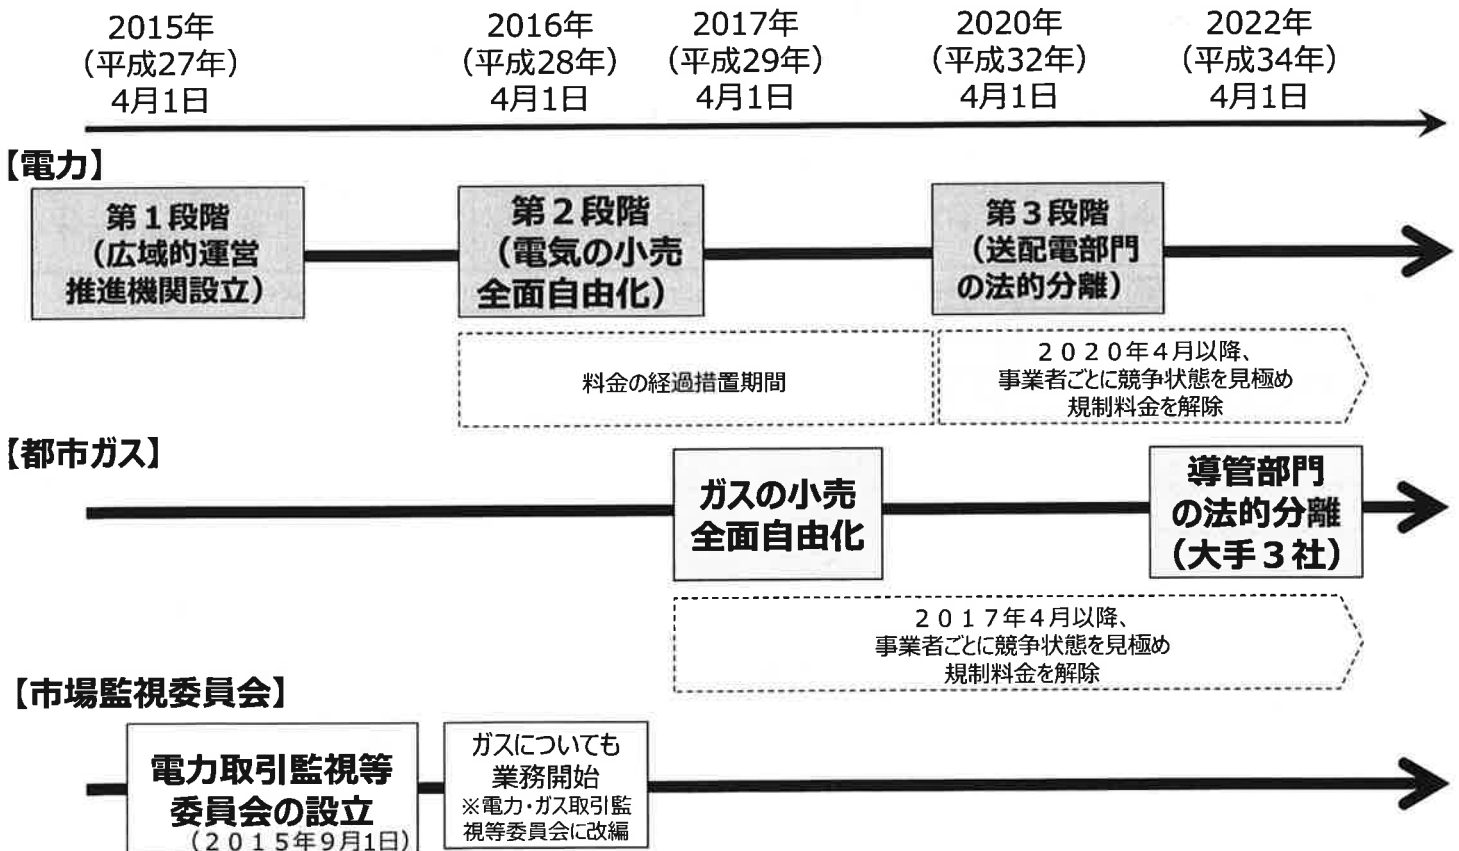 2015年
(平成27年)
4月1日
2016年
(平成28年)
4月1日
2017年
(平成29年)
4月1日
2020年
(平成32年)
4月1日
2022年
(平成34年)
4月1日
【電力】
第１段階
（広域的運営
推進機関設立）
第２段階
（電気の小売
全面自由化）
第３段階
（送配電部門
の法的分離）
料金の経過措置期間
２０２０年４月以降、
事業者ごとに競争状態を見極め
規制料金を解除
【都市ガス】
ガスの小売
全面自由化
導管部門
の法的分離
（大手３社）
２０１７年４月以降、
事業者ごとに競争状態を見極め
規制料金を解除
【市場監視委員会】
電力取引監視等
委員会の設立
（２０１５年９月1日）
ガスについても
業務開始
※電力・ガス取引監
視等委員会に改編